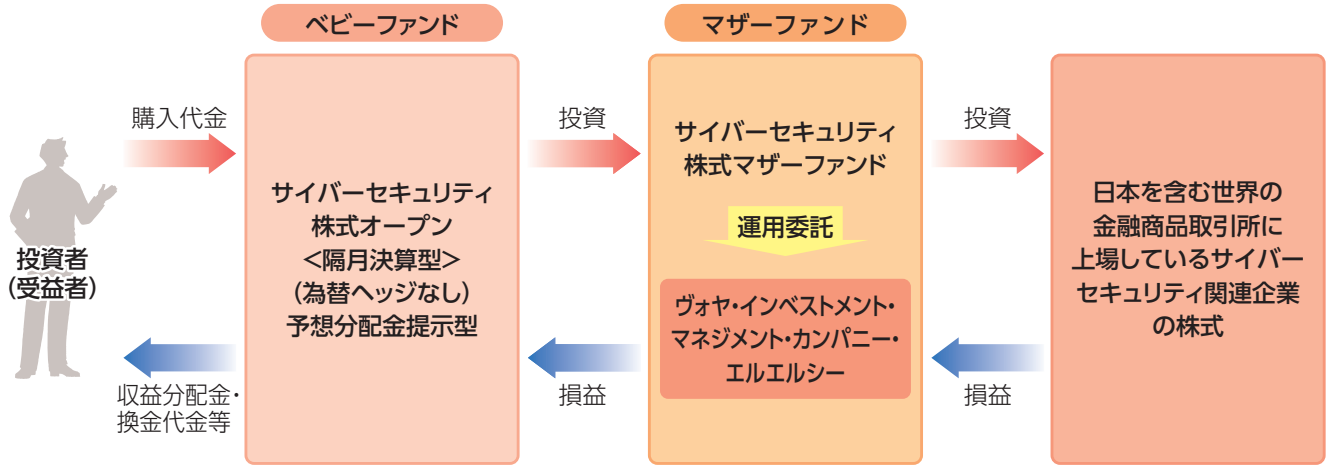 ベビーファンド
マザーファンド
投資者
(受益者)
購入代金
収益分配金・
換金代金等
サイバーセキュリティ
株式オープン
<隔月決算型>
(為替ヘッジなし)
予想分配金提示型
投資
損益
サイバーセキュリティ
株式マザーファンド
運用委託
ヴォヤ・インベストメント・
マネジメント・カンパニー・
エルエルシー
投資
損益
日本を含む世界の
金融商品取引所に
上場しているサイバー
セキュリティ関連企業
の株式